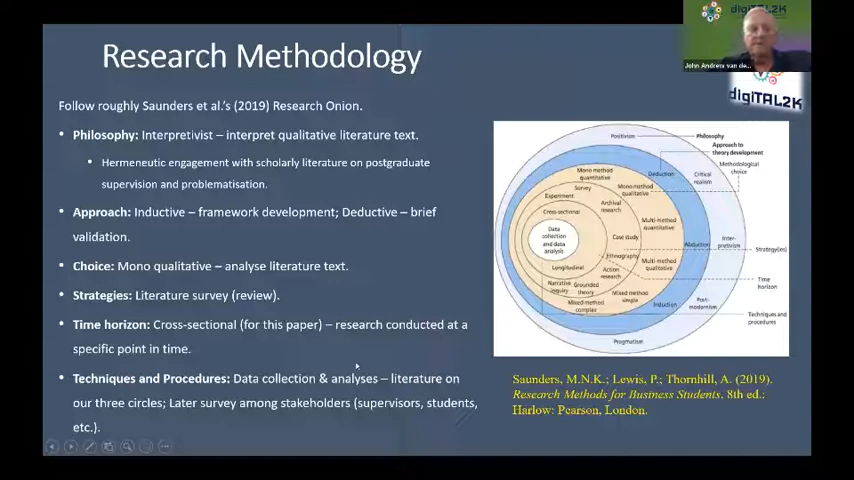 digiTAL2K
John Andrew van de...
digiTAL2K
Research Methodology
Follow roughly Saunders et al.'s (2019) Research Onion.
• Philosophy: Interpretivist – interpret qualitative literature text.
• Hermeneutic engagement with scholarly literature on postgraduate
supervision and problematisation.
• Approach: Inductive – framework development; Deductive – brief
validation.
• Choice: Mono qualitative – analyse literature text.
• Strategies: Literature survey (review).
• Time horizon: Cross-sectional (for this paper) – research conducted at a
specific point in time.
• Techniques and Procedures: Data collection & analyses – literature on
our three circles; Later survey among stakeholders (supervisors, students,
etc.).
Positivism
Philosophy
Approach to
theory development
Methodological
choice
Deduction
Critical
realism
Mono method
quantitative
Mono method
qualitative
Survey
Experiment
Archival
research
Cross-sectional
Multi-method
quantitative
Data
collection
and data
analysis
Case study
Abduction
Inter-
pretivism
Strategy(ies)
Ethnography
Multi-method
qualitative
Longitudinal
Action
research
Time
horizon
Narrative
inquiry
Grounded
theory
Mixed method
simple
Mixed method
complex
Induction
Post-
modernism
Techniques and
procedures
Pragmatism
Saunders, M.N.K.; Lewis, P.; Thornhill, A. (2019).
Research Methods for Business Students. 8th ed.;
Harlow: Pearson, London.